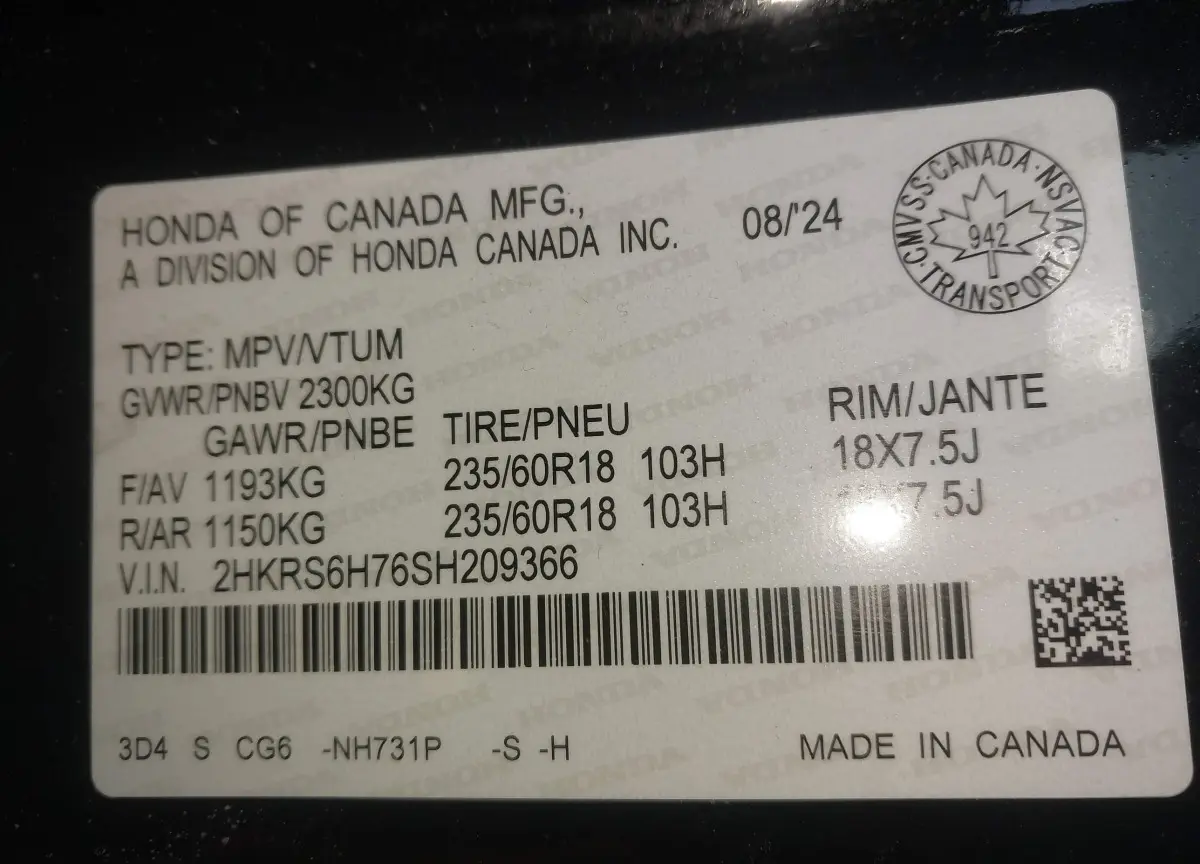 HONDA OF CANADA MFG.,
A DIVISION OF HONDA CANADA INC.
08/'24
CMVSS · CANADA · NSVAC · TRANSPORT ·
942
TYPE: MPV/VTUM
GVWR/PNBV 2300KG
GAWR/PNBE TIRE/PNEU RIM/JANTE
F/AV 1193KG 235/60R18 103H 18X7.5J
R/AR 1150KG 235/60R18 103H X7.5J
V.I.N. 2HKRS6H76SH209366
3D4 S CG6 -NH731P -S -H MADE IN CANADA